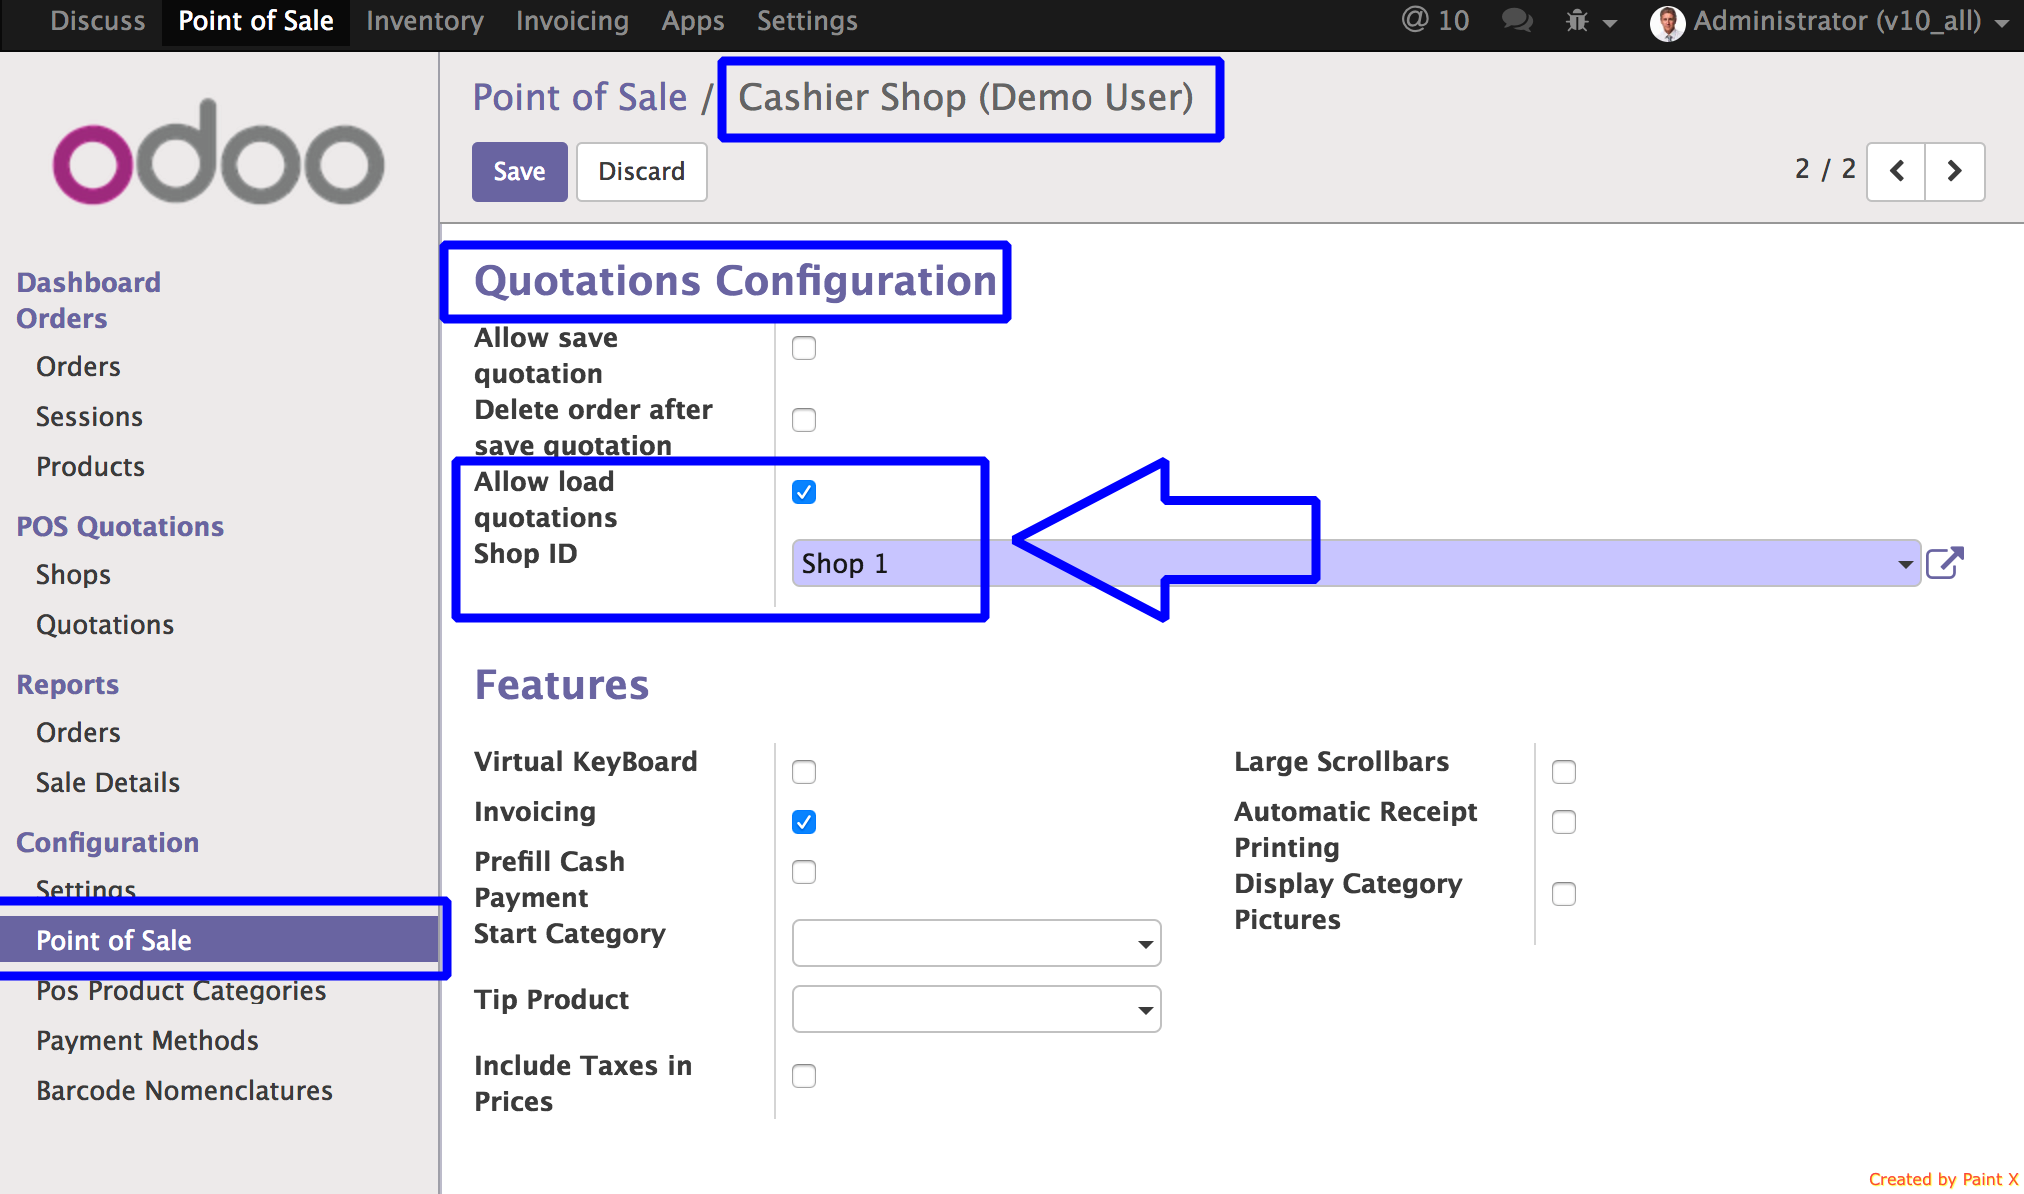 Discuss Point of Sale Inventory Invoicing Apps Settings @ 10 Administrator (v10_all)
odoo
Point of Sale / Cashier Shop (Demo User)
Save Discard 2 / 2
Dashboard
Orders
Orders
Sessions
Products
POS Quotations
Shops
Quotations
Reports
Orders
Sale Details
Configuration
Settings
Point of Sale
Pos Product Categories
Payment Methods
Barcode Nomenclatures
Quotations Configuration
Allow save
quotation
Delete order after
save quotation
Allow load
quotations
Shop ID Shop 1
Features
Virtual KeyBoard
Invoicing
Prefill Cash
Payment
Start Category
Tip Product
Include Taxes in
Prices
Large Scrollbars
Automatic Receipt
Printing
Display Category
Pictures
Created by Paint X